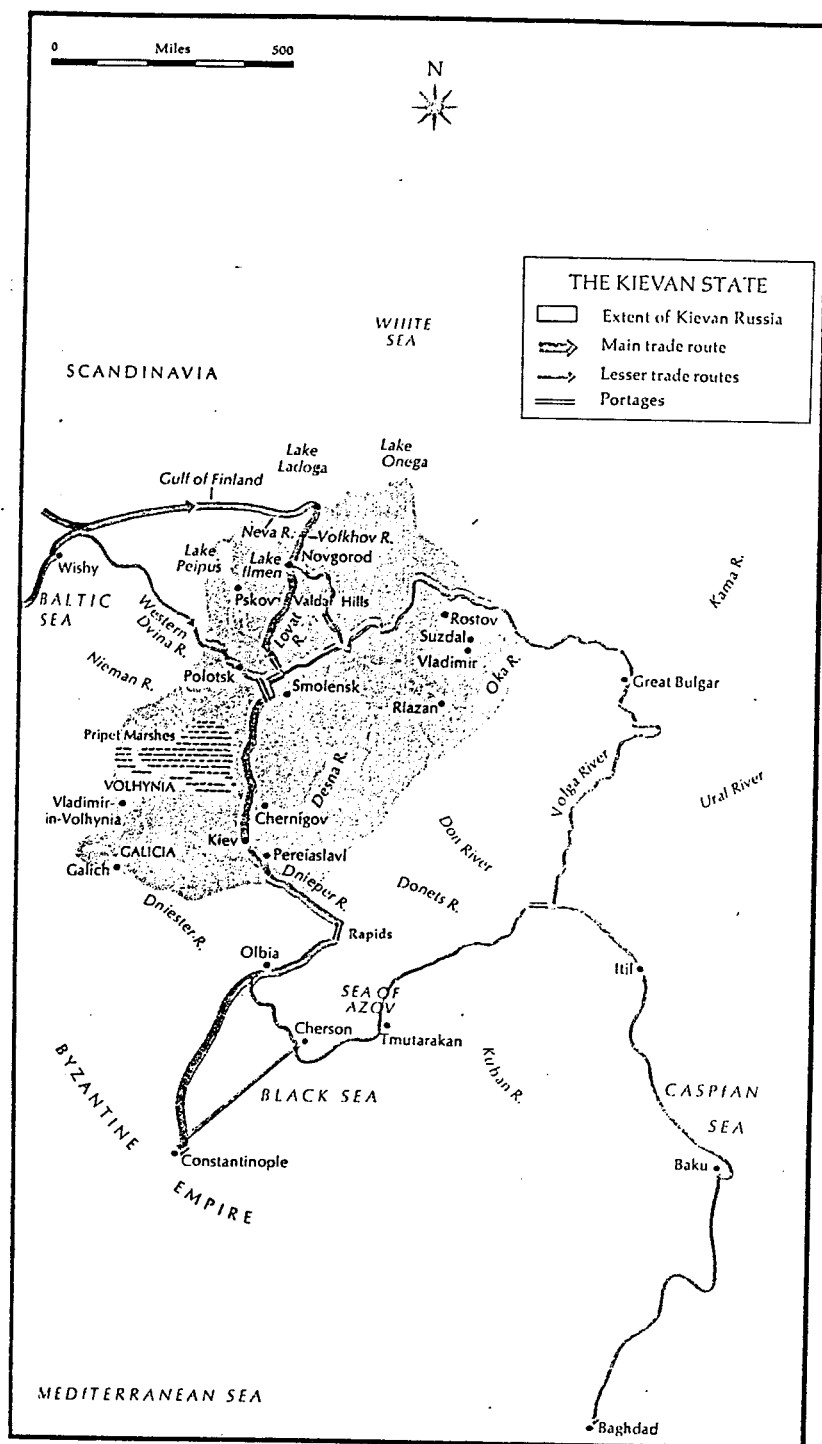 0 Miles 500
N
THE KIEVAN STATE
Extent of Kievan Russia
Main trade route
Lesser trade routes
Portages
WHITE
SEA
SCANDINAVIA
Lake
Ladoga
Lake
Onega
Gulf of Finland
Neva R.
Volkhov R.
Lake
Peipus
Lake
Ilmen
Novgorod
Wisby
Kama R.
BALTIC
SEA
Pskov
Valdai Hills
Western
Dvina R.
Lovat
R.
Rostov
Suzdal
Vladimir
Oka R.
Nieman R.
Polotsk
Smolensk
Great Bulgar
Riazan
Pripet Marshes
Desna R.
Volga River
Ural River
VOLHYNIA
Vladimir-
in-Volhynia
Chernigov
Don River
Kiev
GALICIA
Pereiaslavl
Galich
Dnieper R.
Donets R.
Dniester R.
Rapids
Olbia
Itil
SEA OF
AZOV
Cherson
Tmutarakan
Kuban R.
BYZANTINE
EMPIRE
BLACK SEA
CASPIAN
SEA
Constantinople
Baku
MEDITERRANEAN SEA
Baghdad